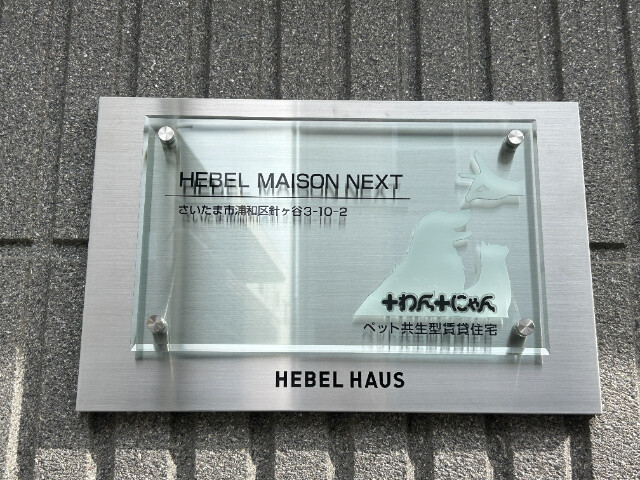 HEBEL MAISON NEXT
さいたま市浦和区針ヶ谷3-10-2
+わん+にゃん
ペット共生型賃貸住宅
HEBEL HAUS